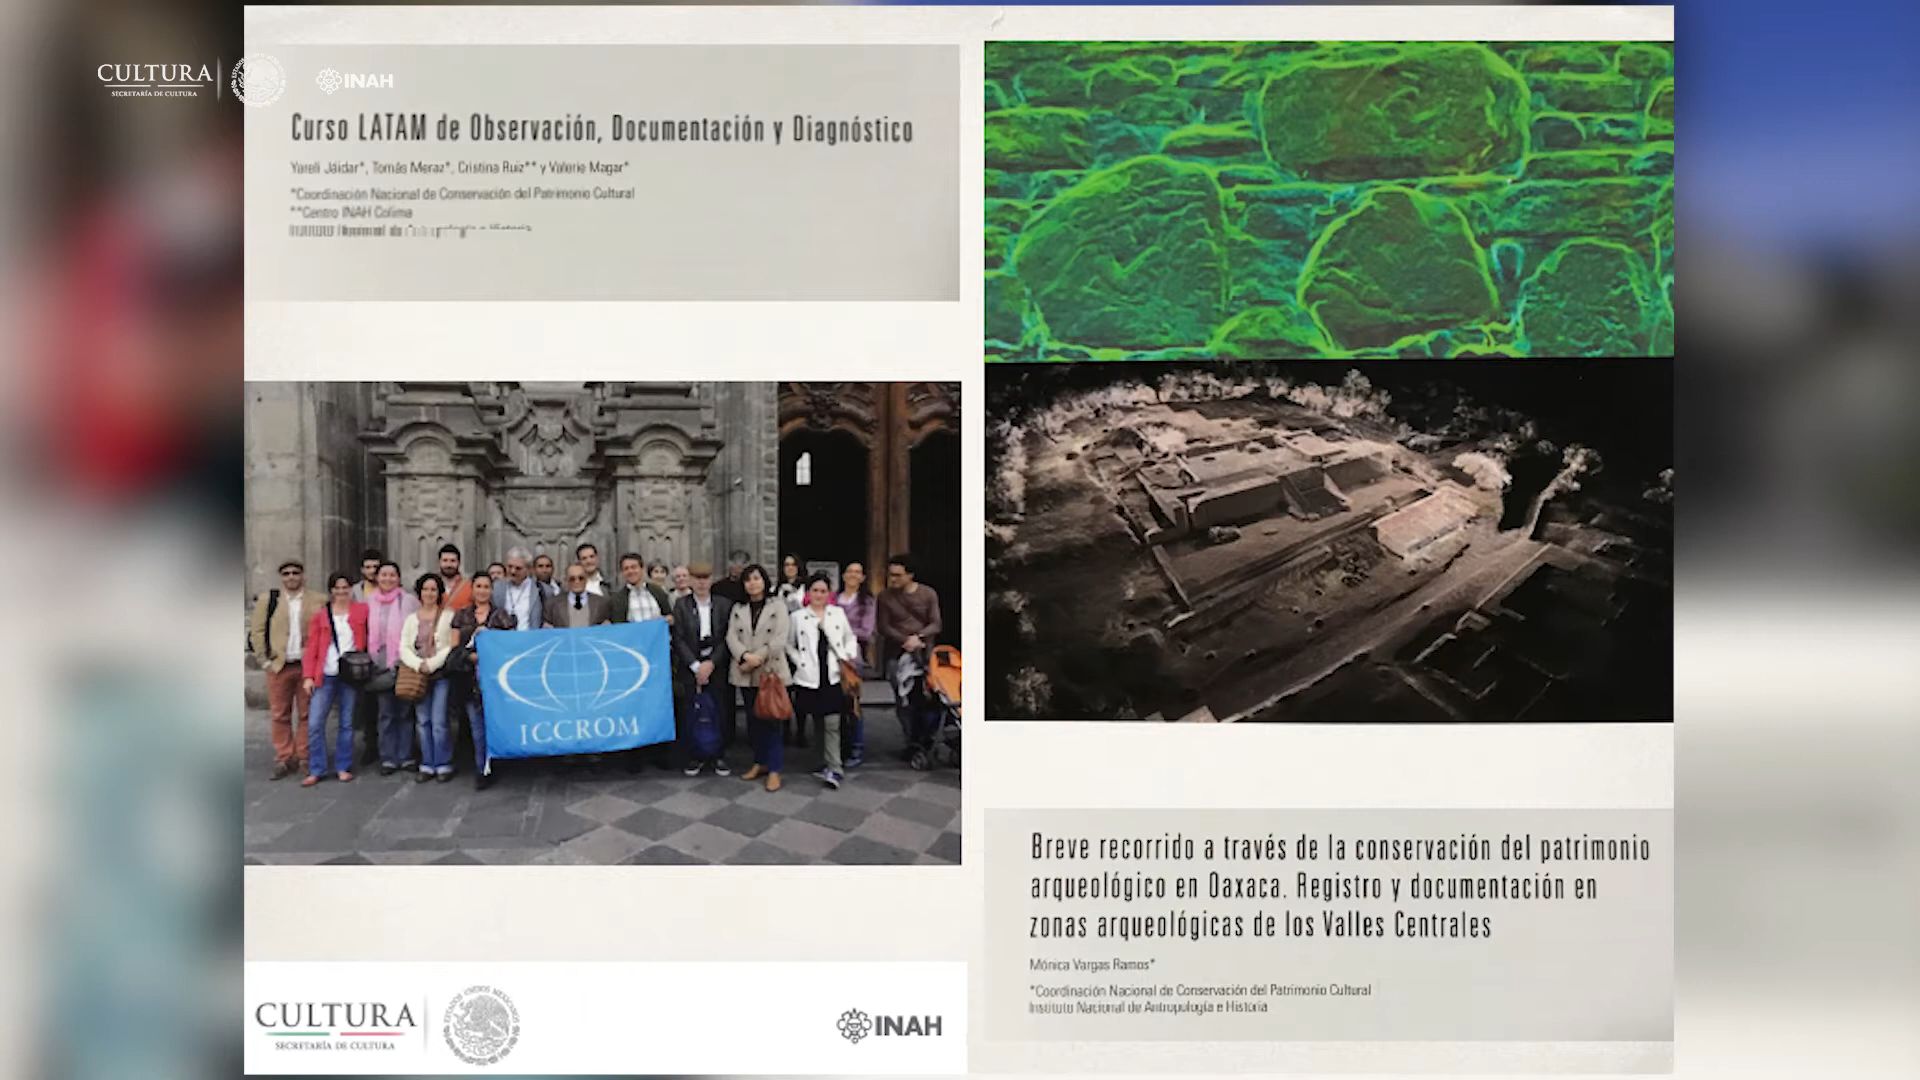 CULTURA
SECRETARÍA DE CULTURA
INAH
Curso LATAM de Observación, Documentación y Diagnóstico
Yareli Jáidar*, Tomás Meraz*, Cristina Ruiz** y Valerie Magar*
*Coordinación Nacional de Conservación del Patrimonio Cultural
**Centro INAH Colima
ICCROM
CULTURA
SECRETARÍA DE CULTURA
ESTADOS UNIDOS MEXICANOS
INAH
Breve recorrido a través de la conservación del patrimonio
arqueológico en Oaxaca. Registro y documentación en
zonas arqueológicas de los Valles Centrales
Mónica Vargas Ramos*
*Coordinación Nacional de Conservación del Patrimonio Cultural
Instituto Nacional de Antropología e Historia